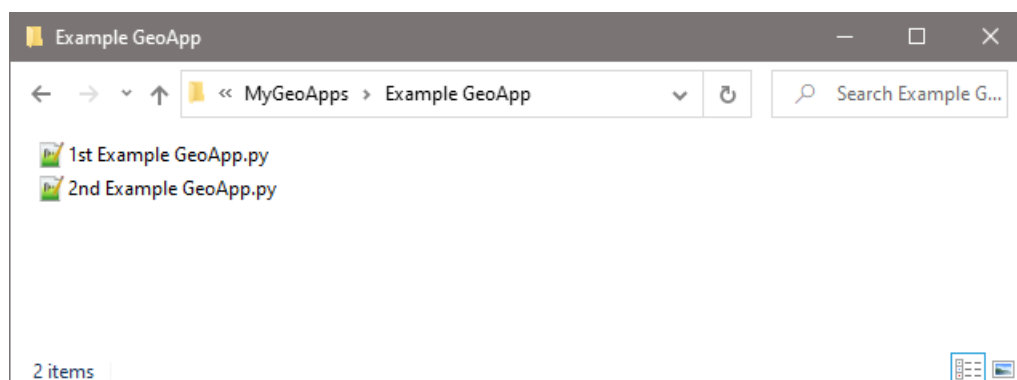 Example GeoApp
« MyGeoApps > Example GeoApp
Search Example G...
1st Example GeoApp.py
2nd Example GeoApp.py
2 items